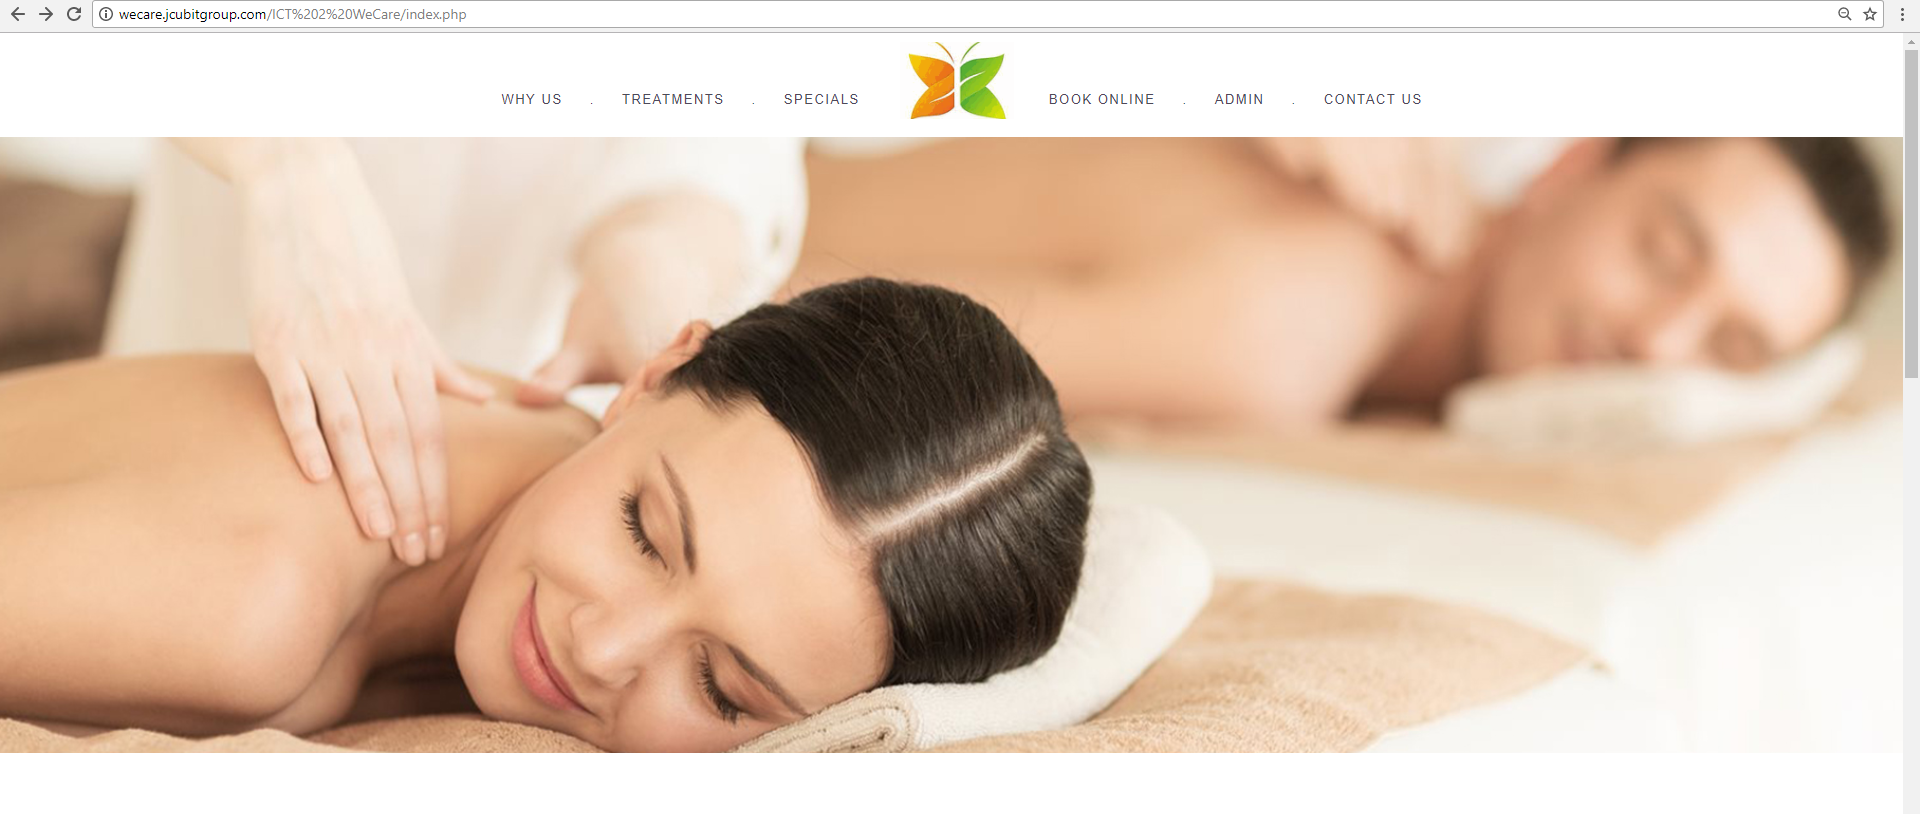 wecare.jcubitgroup.com/ICT%202%20WeCare/index.php
WHY US . TREATMENTS . SPECIALS BOOK ONLINE . ADMIN . CONTACT US